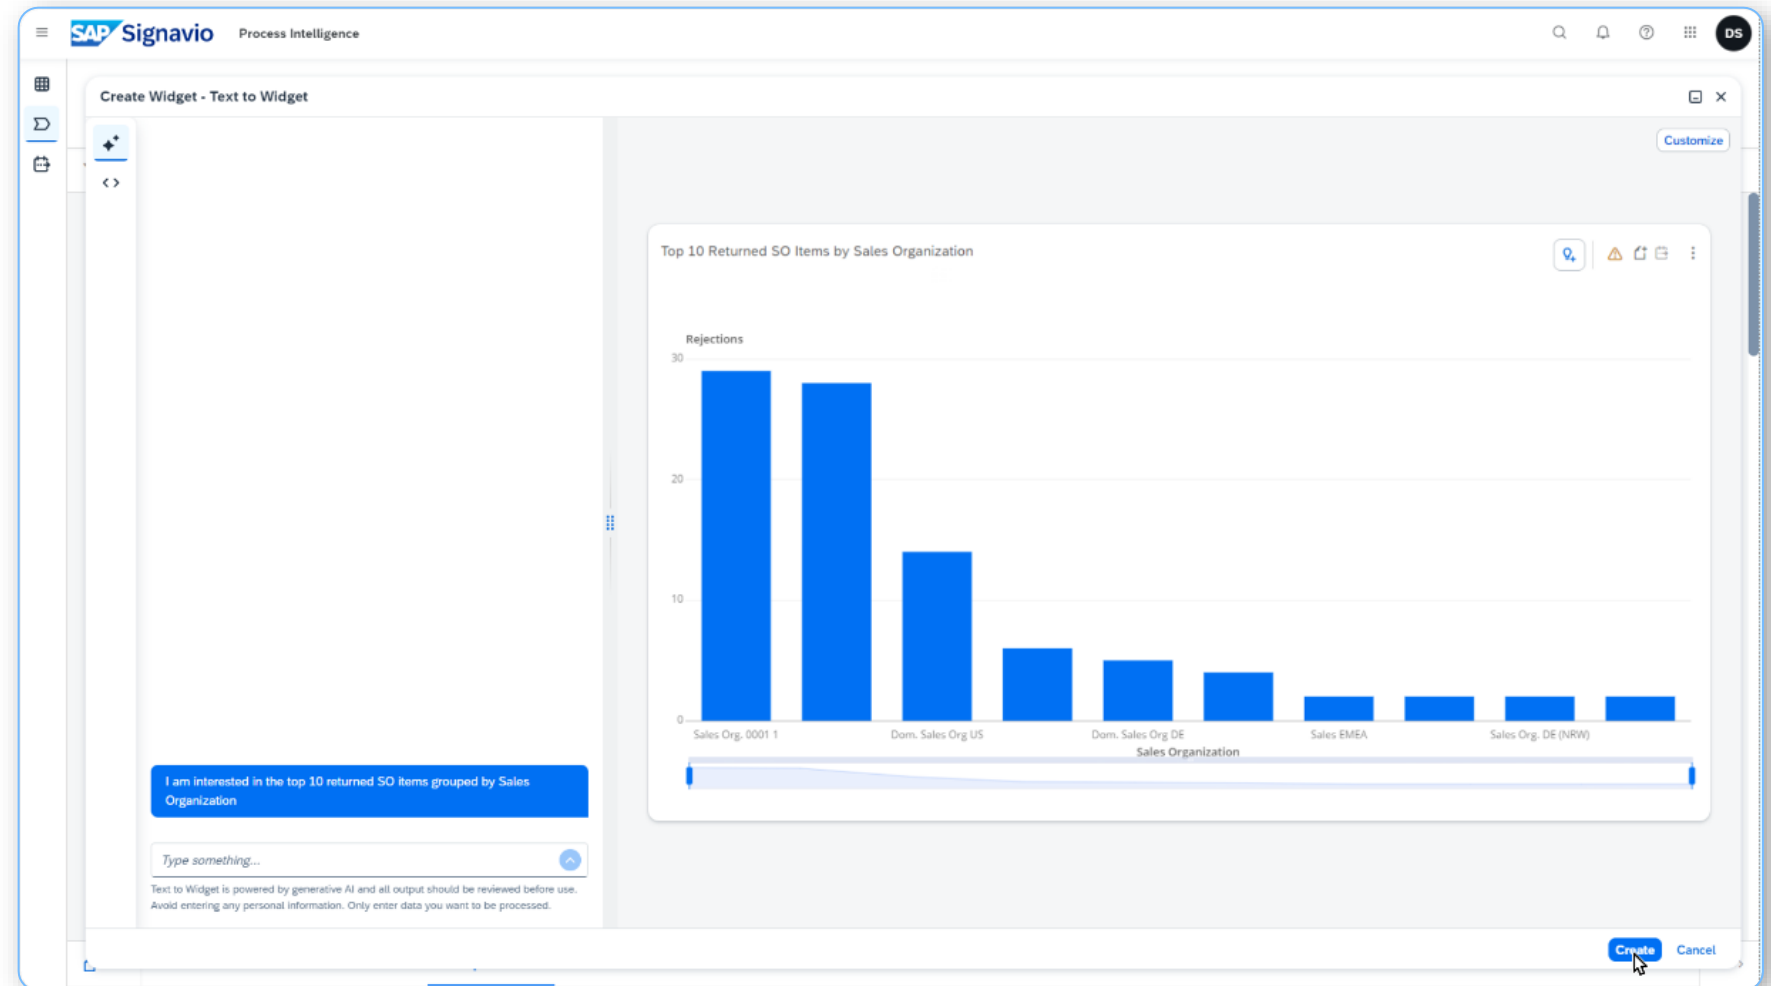 SAP Signavio Process Intelligence
DS
Create Widget - Text to Widget
Customize
Top 10 Returned SO Items by Sales Organization
Rejections
30
20
10
0
Sales Org. 0001 1
Dom. Sales Org US
Dom. Sales Org DE
Sales EMEA
Sales Org. DE (NRW)
Sales Organization
I am interested in the top 10 returned SO items grouped by Sales
Organization
Type something...
Text to Widget is powered by generative AI and all output should be reviewed before use.
Avoid entering any personal information. Only enter data you want to be processed.
Create
Cancel